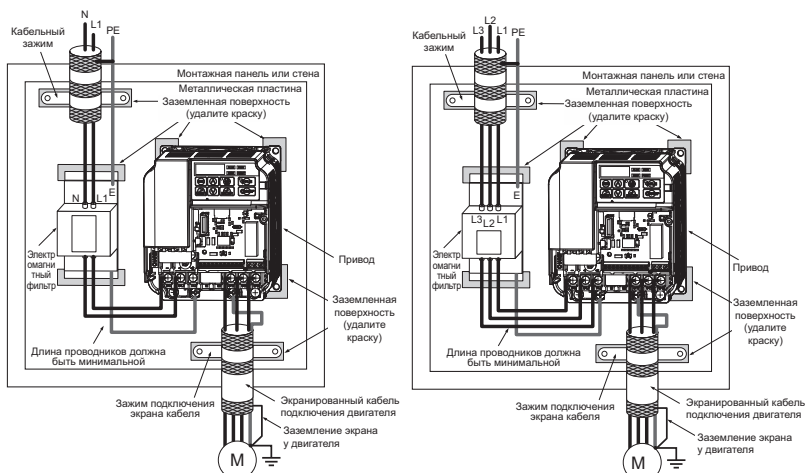 N
L1
PE
Кабельный
зажим
Монтажная панель или стена
Металлическая пластина
Заземленная поверхность
(удалите краску)
E
N
L1
Электр
омагни
тный
фильтр
Привод
Заземленная
поверхность
(удалите
краску)
Длина проводников должна
быть минимальной
Зажим подключения
экрана кабеля
Экранированный кабель
подключения двигателя
Заземление экрана
у двигателя
M
L3
L2
L1
PE
Кабельный
зажим
Монтажная панель или стена
Металлическая пластина
Заземленная поверхность
(удалите краску)
E
L3
L2
L1
Электр
омагни
тный
фильтр
Привод
Заземленная
поверхность
(удалите
краску)
Длина проводников должна
быть минимальной
Зажим подключения
экрана кабеля
Экранированный кабель
подключения двигателя
Заземление экрана
у двигателя
M